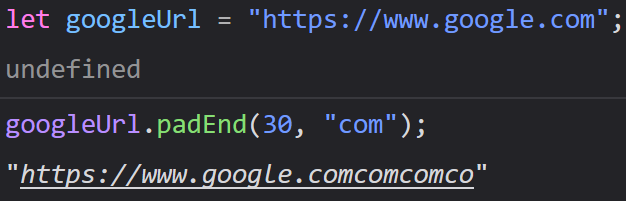 let googleUrl = "https://www.google.com";
undefined
googleUrl.padEnd(30, "com");
"https://www.google.comcomcomco"